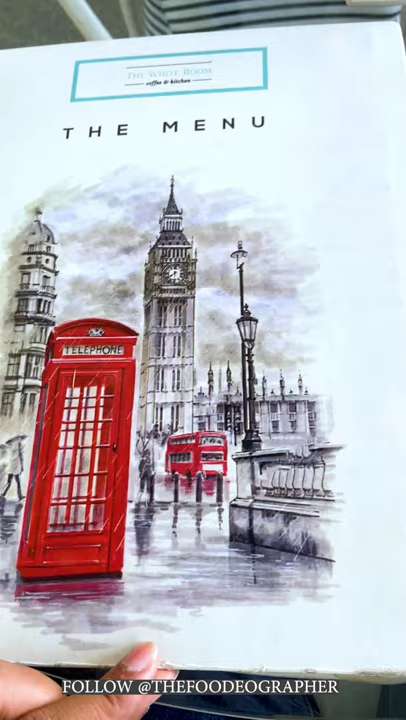 THE WHITE ROOM
coffee & kitchen
THE MENU
TELEPHONE
FOLLOW @THEFOODEOGRAPHER